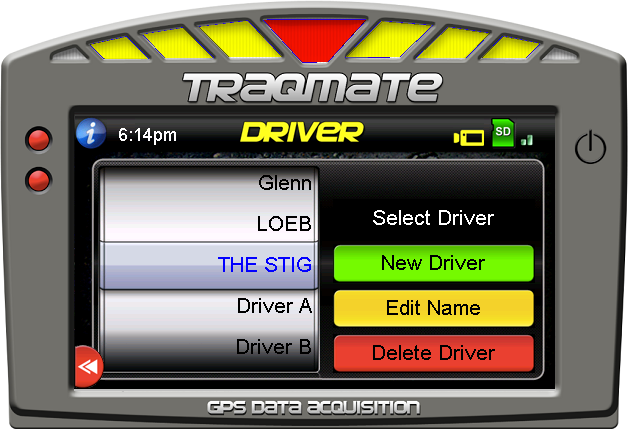 TRAQMATE
6:14pm
DRIVER
SD
Glenn
LOEB
THE STIG
Driver A
Driver B
Select Driver
New Driver
Edit Name
Delete Driver
GPS DATA ACQUISITION